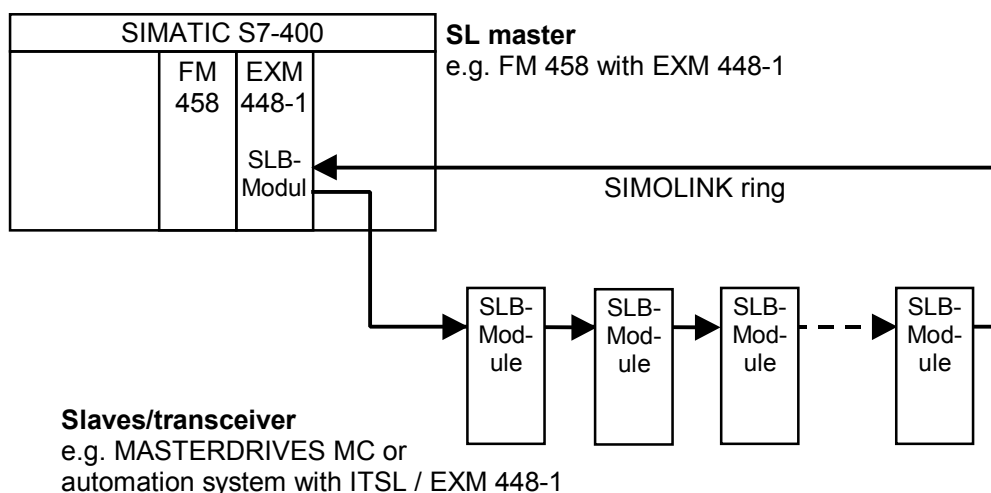 SIMATIC S7-400
SL master
e.g. FM 458 with EXM 448-1
FM
458
EXM
448-1
SLB-
Modul
SIMOLINK ring
SLB-
Mod-
ule
SLB-
Mod-
ule
SLB-
Mod-
ule
SLB-
Mod-
ule
Slaves/transceiver
e.g. MASTERDRIVES MC or
automation system with ITSL / EXM 448-1